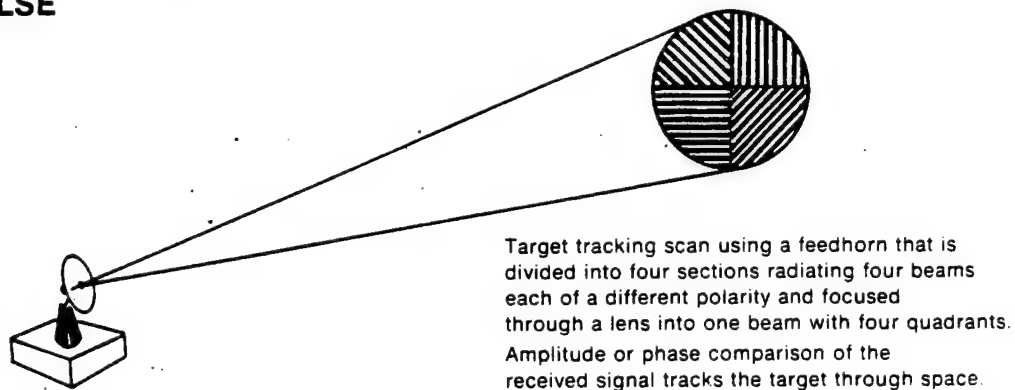 LSE
Target tracking scan using a feedhorn that is
divided into four sections radiating four beams
each of a different polarity and focused
through a lens into one beam with four quadrants.
Amplitude or phase comparison of the
received signal tracks the target through space.